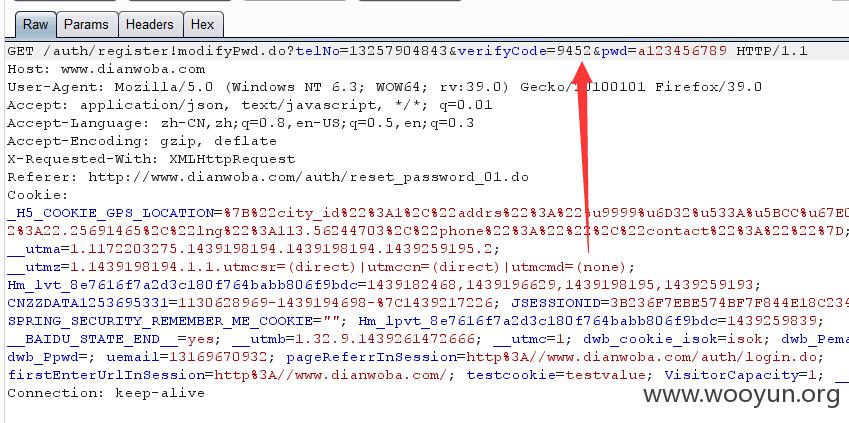 Raw Params Headers Hex
GET /auth/register!modifyPwd.do?telNo=13257904843&verifyCode=9452&pwd=a123456789 HTTP/1.1
Host: www.dianwoba.com
User-Agent: Mozilla/5.0 (Windows NT 6.3; WOW64; rv:39.0) Gecko/20100101 Firefox/39.0
Accept: application/json, text/javascript, */*; q=0.01
Accept-Language: zh-CN,zh;q=0.8,en-US;q=0.5,en;q=0.3
Accept-Encoding: gzip, deflate
X-Requested-With: XMLHttpRequest
Referer: http://www.dianwoba.com/auth/reset_password_01.do
Cookie:
_H5_COOKIE_GPS_LOCATION=%7B%22city_id%22%3A1%2C%22addrs%22%3A%22%u9999%u6D32%u533A%u5BCC%u67E0
2%3A22.25691465%2C%22lng%22%3A113.56244703%2C%22phone%22%3A%22%22%2C%22contact%22%3A%22%22%7D;
__utma=1.1172203275.1439198194.1439198194.1439259195.2;
__utmz=1.1439198194.1.1.utmcsr=(direct)|utmccn=(direct)|utmcmd=(none);
Hm_lvt_8e7616f7a2d3c180f764babb806f9bdc=1439182468,1439196629,1439198195,1439259193;
CNZZDATA1253695331=1130628969-1439194698-%7C1439217226; JSESSIONID=3B236F7EBE574BF7F844E18C234
SPRING_SECURITY_REMEMBER_ME_COOKIE=""; Hm_lpvt_8e7616f7a2d3c180f764babb806f9bdc=1439259839;
__BAIDU_STATE_END__=yes; __utmb=1.32.9.1439261472666; __utmc=1; dwb_cookie_isok=isok; dwb_Pema
dwb_Ppwd=; uemail=13169670932; pageReferrInSession=http%3A//www.dianwoba.com/auth/login.do;
firstEnterUrlInSession=http%3A//www.dianwoba.com/; testcookie=testvalue; VisitorCapacity=1; __
Connection: keep-alive
www.wooyun.org